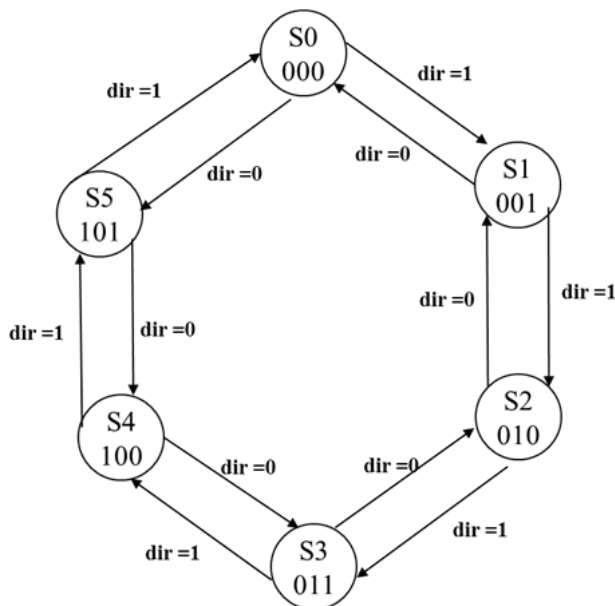 S0
000
dir =1
dir =1
dir =0
dir =0
S1
001
S5
101
dir =0
dir =1
dir =1
dir =0
S2
010
S4
100
dir =0
dir =0
dir =1
dir =1
S3
011